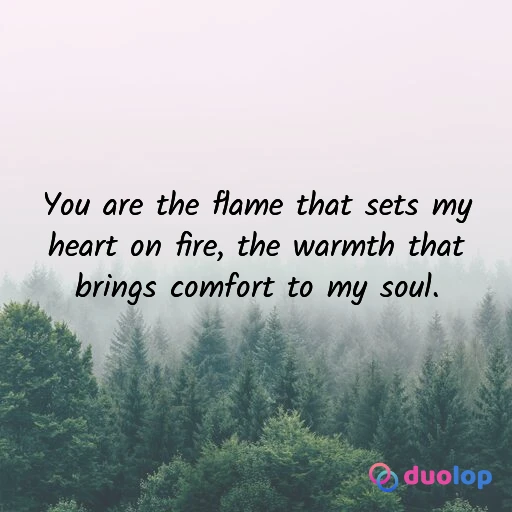 You are the flame that sets my
heart on fire, the warmth that
brings comfort to my soul.
duolop